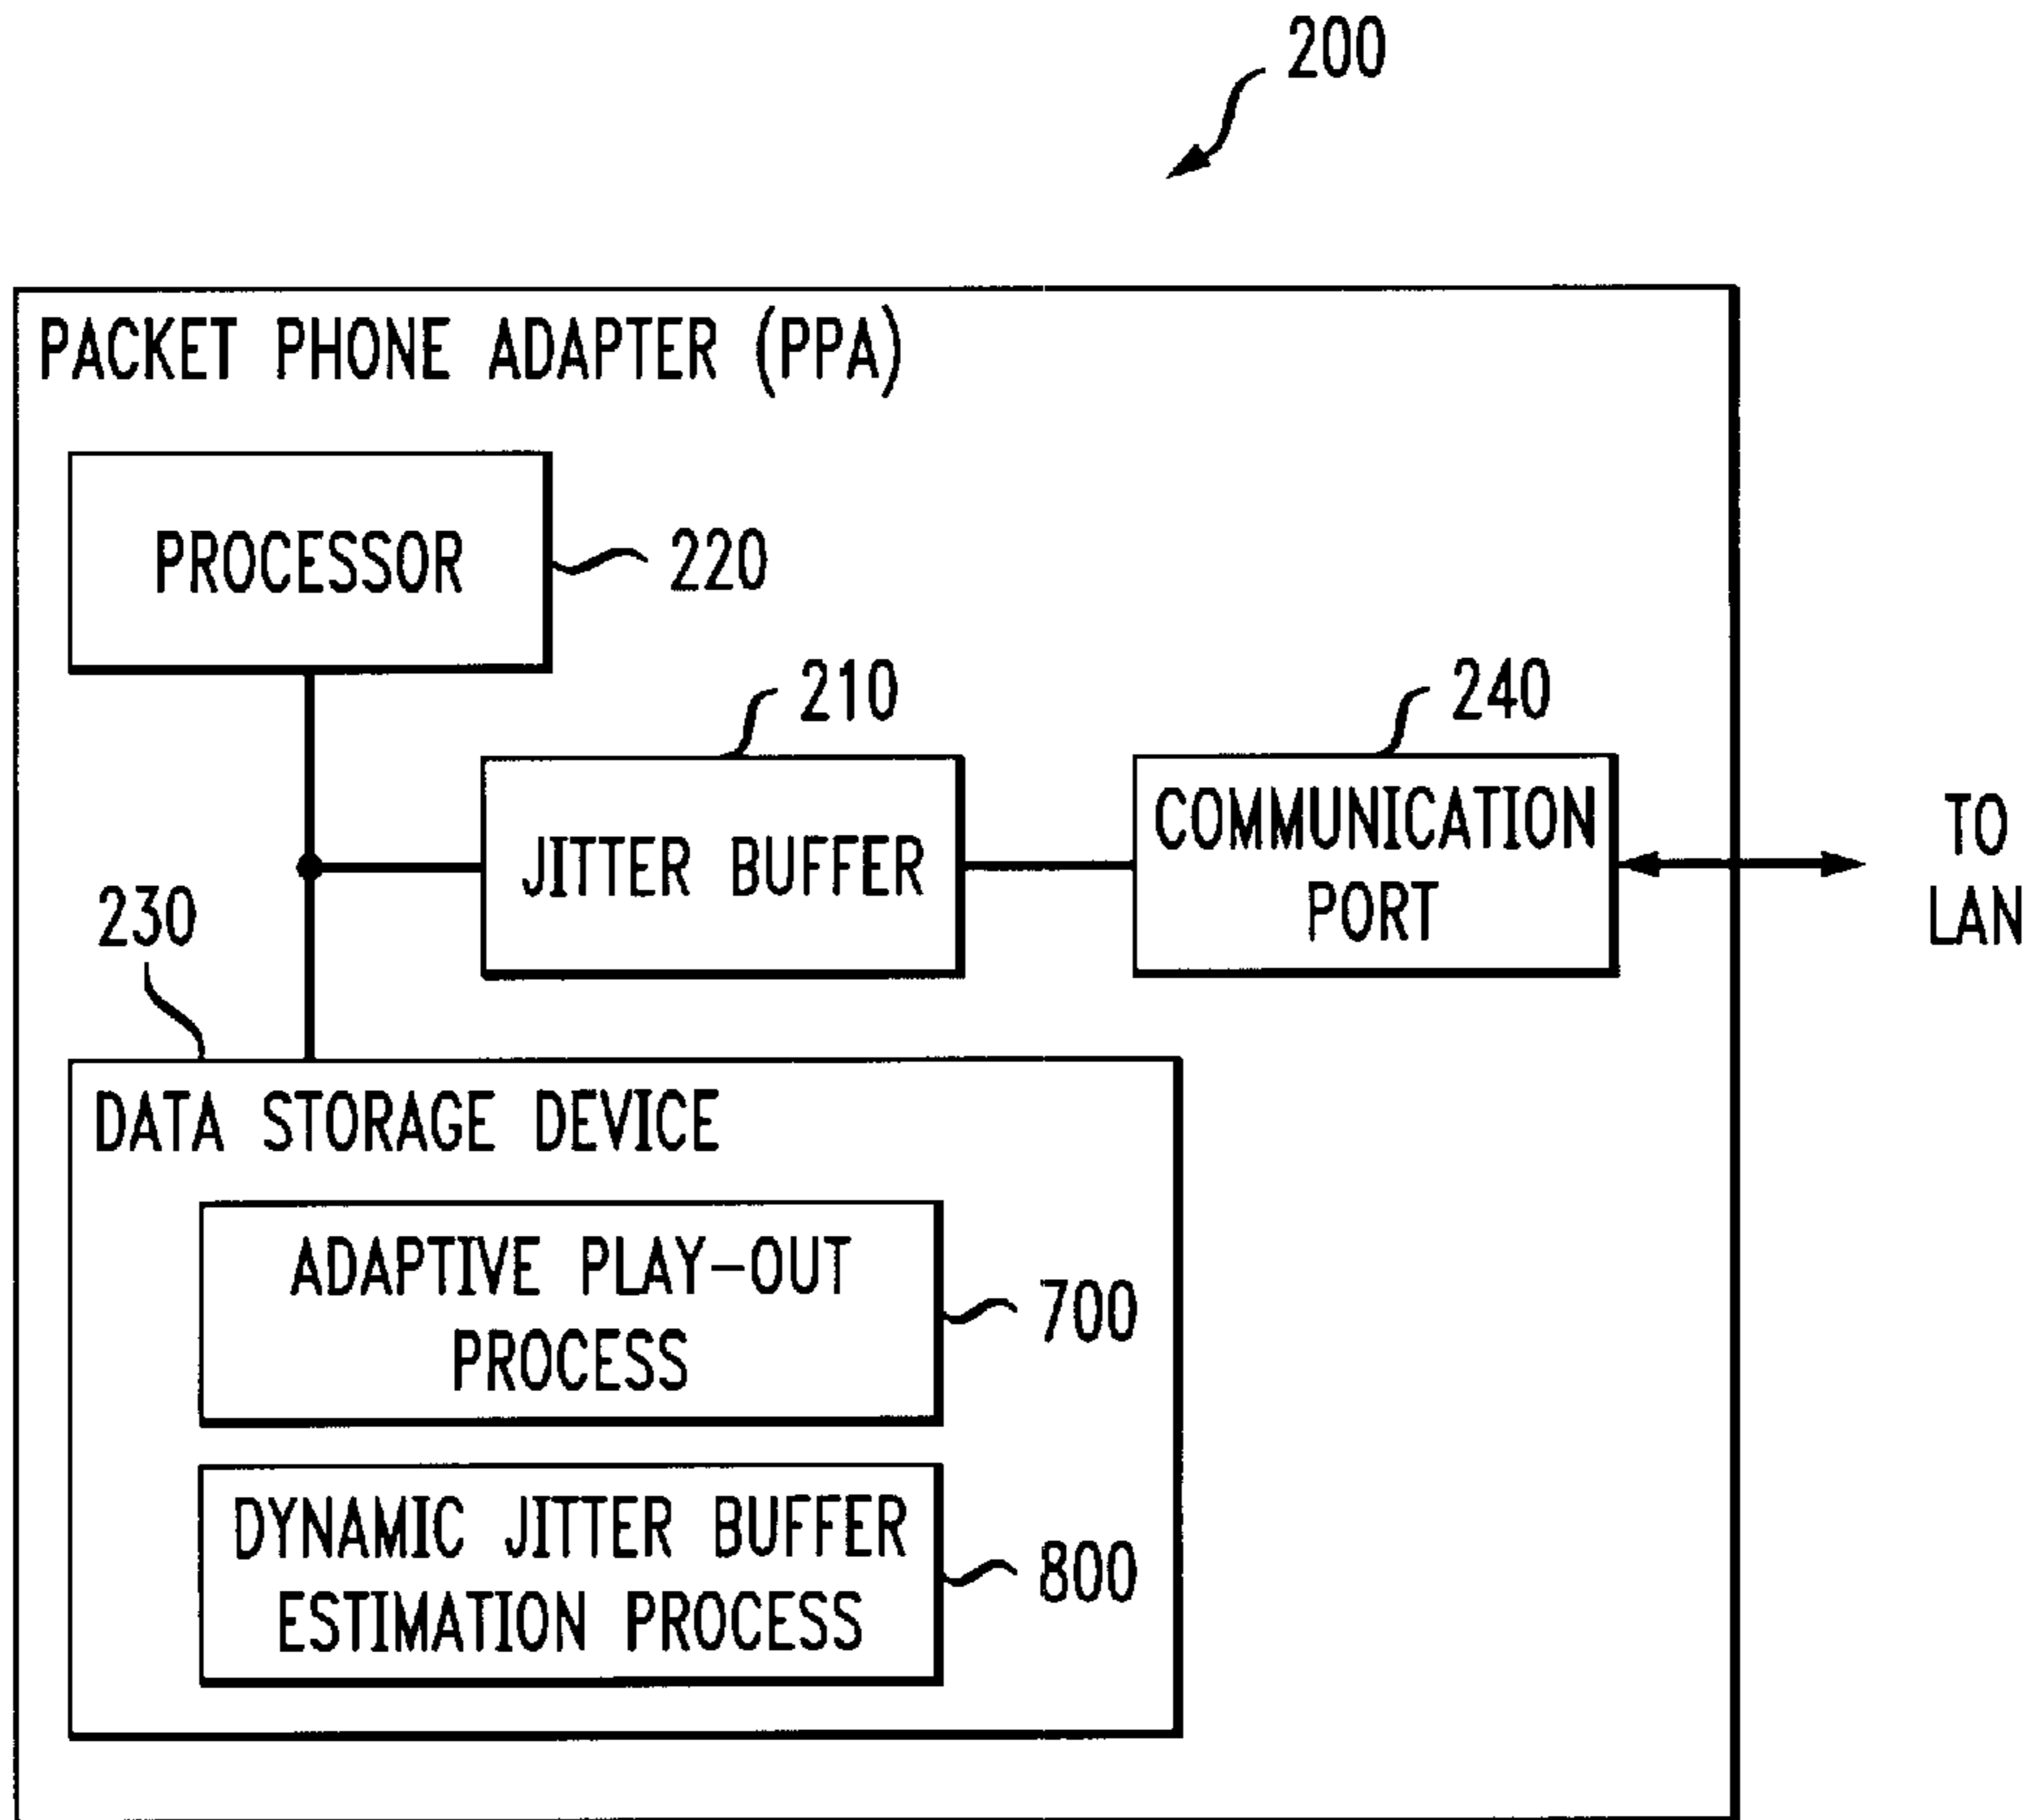 200
PACKET PHONE ADAPTER (PPA)
PROCESSOR
220
210
240
JITTER BUFFER
COMMUNICATION
PORT
TO
LAN
230
DATA STORAGE DEVICE
ADAPTIVE PLAY-OUT
PROCESS
700
DYNAMIC JITTER BUFFER
ESTIMATION PROCESS
800